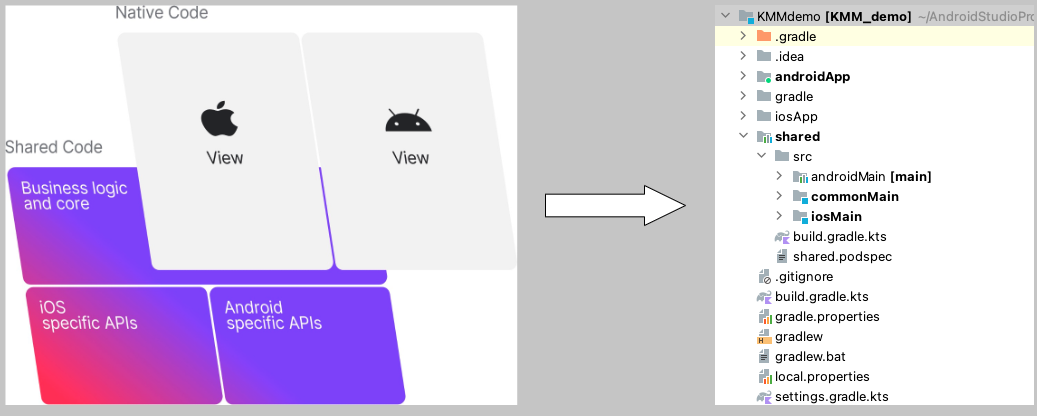 Native Code
View
View
Shared Code
Business logic
and core
iOS
specific APIs
Android
specific APIs
KMMdemo [KMM_demo] ~/AndroidStudioPro
.gradle
.idea
androidApp
gradle
iosApp
shared
src
androidMain [main]
commonMain
iosMain
build.gradle.kts
shared.podspec
.gitignore
build.gradle.kts
gradle.properties
gradlew
gradlew.bat
local.properties
settings.gradle.kts